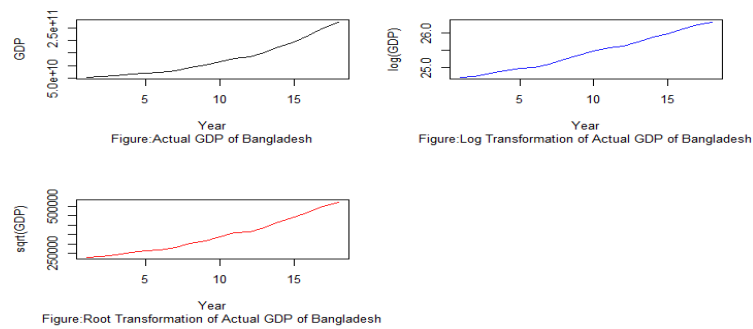 GDP
5.0e+10 2.5e+11
5 10 15
Year
Figure:Actual GDP of Bangladesh
log(GDP)
25.0 26.0
5 10 15
Year
Figure:Log Transformation of Actual GDP of Bangladesh
sqrt(GDP)
250000 500000
5 10 15
Year
Figure:Root Transformation of Actual GDP of Bangladesh